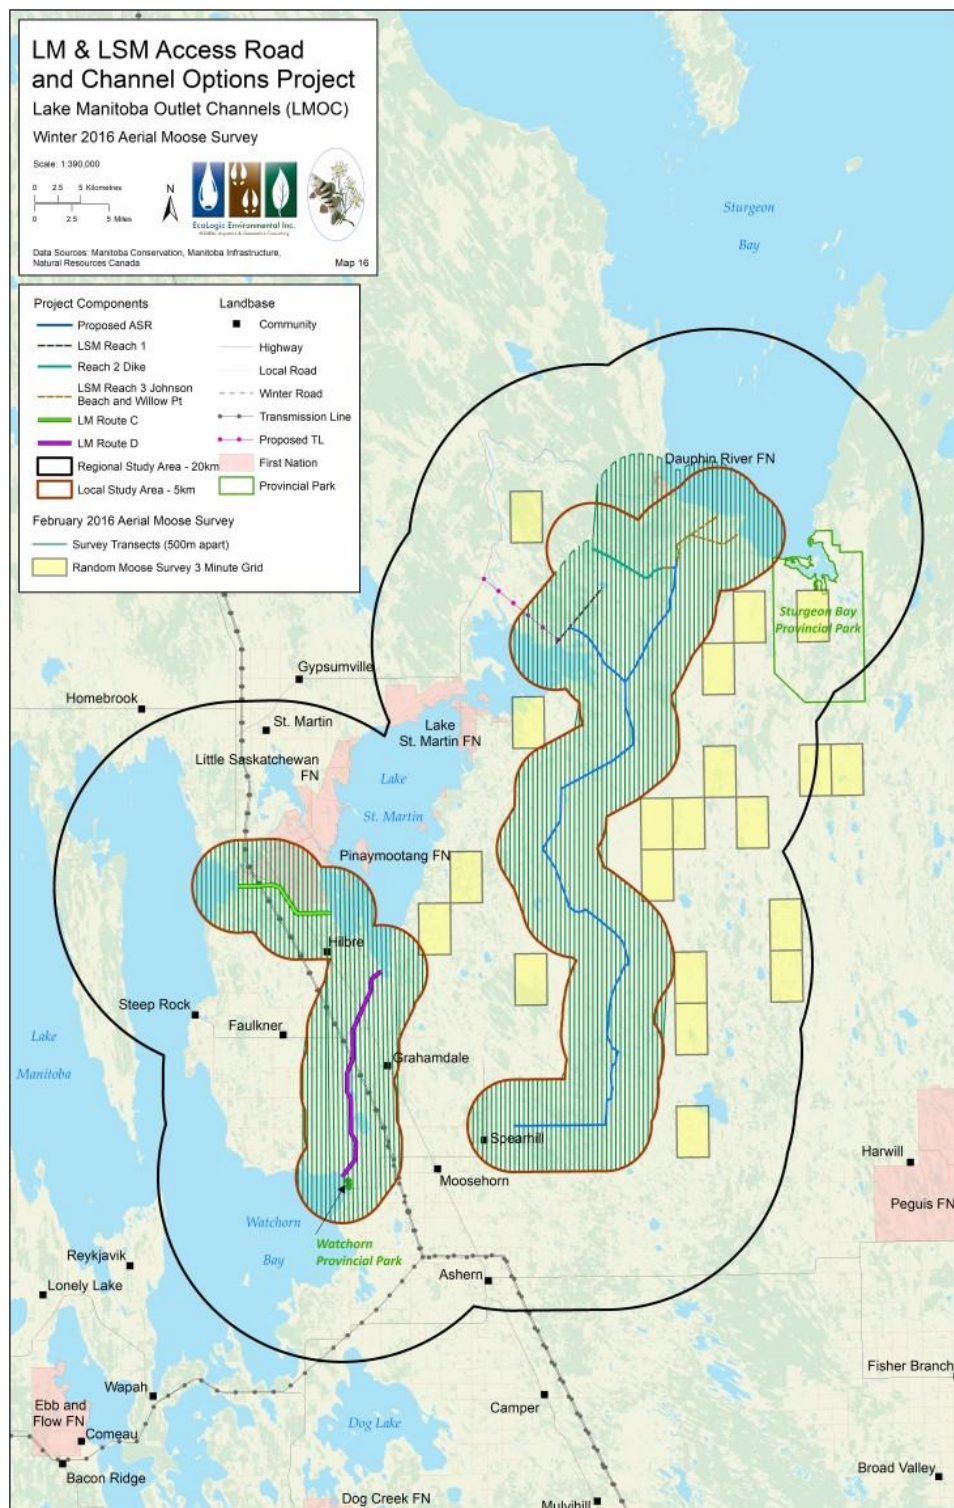 LM & LSM Access Road
and Channel Options Project
Lake Manitoba Outlet Channels (LMOC)
Winter 2016 Aerial Moose Survey
Scale: 1:390,000
0 2.5 5 Kilometres
0 2.5 5 Miles
N
EcoLogic Environmental Inc.
Data Sources: Manitoba Conservation, Manitoba Infrastructure,
Natural Resources Canada
Map 16
Project Components
Proposed ASR
LSM Reach 1
Reach 2 Dike
LSM Reach 3 Johnson
Beach and Willow Pt
LM Route C
LM Route D
Regional Study Area - 20km
Local Study Area - 5km
Landbase
Community
Highway
Local Road
Winter Road
Transmission Line
Proposed TL
First Nation
Provincial Park
February 2016 Aerial Moose Survey
Survey Transects (500m apart)
Random Moose Survey 3 Minute Grid
Sturgeon
Bay
Dauphin River FN
Sturgeon Bay
Provincial Park
Gypsumville
Homebrook
St. Martin
Lake
St. Martin FN
Little Saskatchewan
FN
Lake
St. Martin
Pinaymootang FN
Hilbre
Steep Rock
Faulkner
Lake
Manitoba
Grahamdale
Spearhill
Moosehorn
Harwill
Peguis FN
Watchorn
Bay
Watchorn
Provincial Park
Reykjavik
Lonely Lake
Ashern
Fisher Branch
Wapah
Ebb and
Flow FN
Comeau
Camper
Dog Lake
Bacon Ridge
Broad Valley
Dog Creek FN
Mulvihill